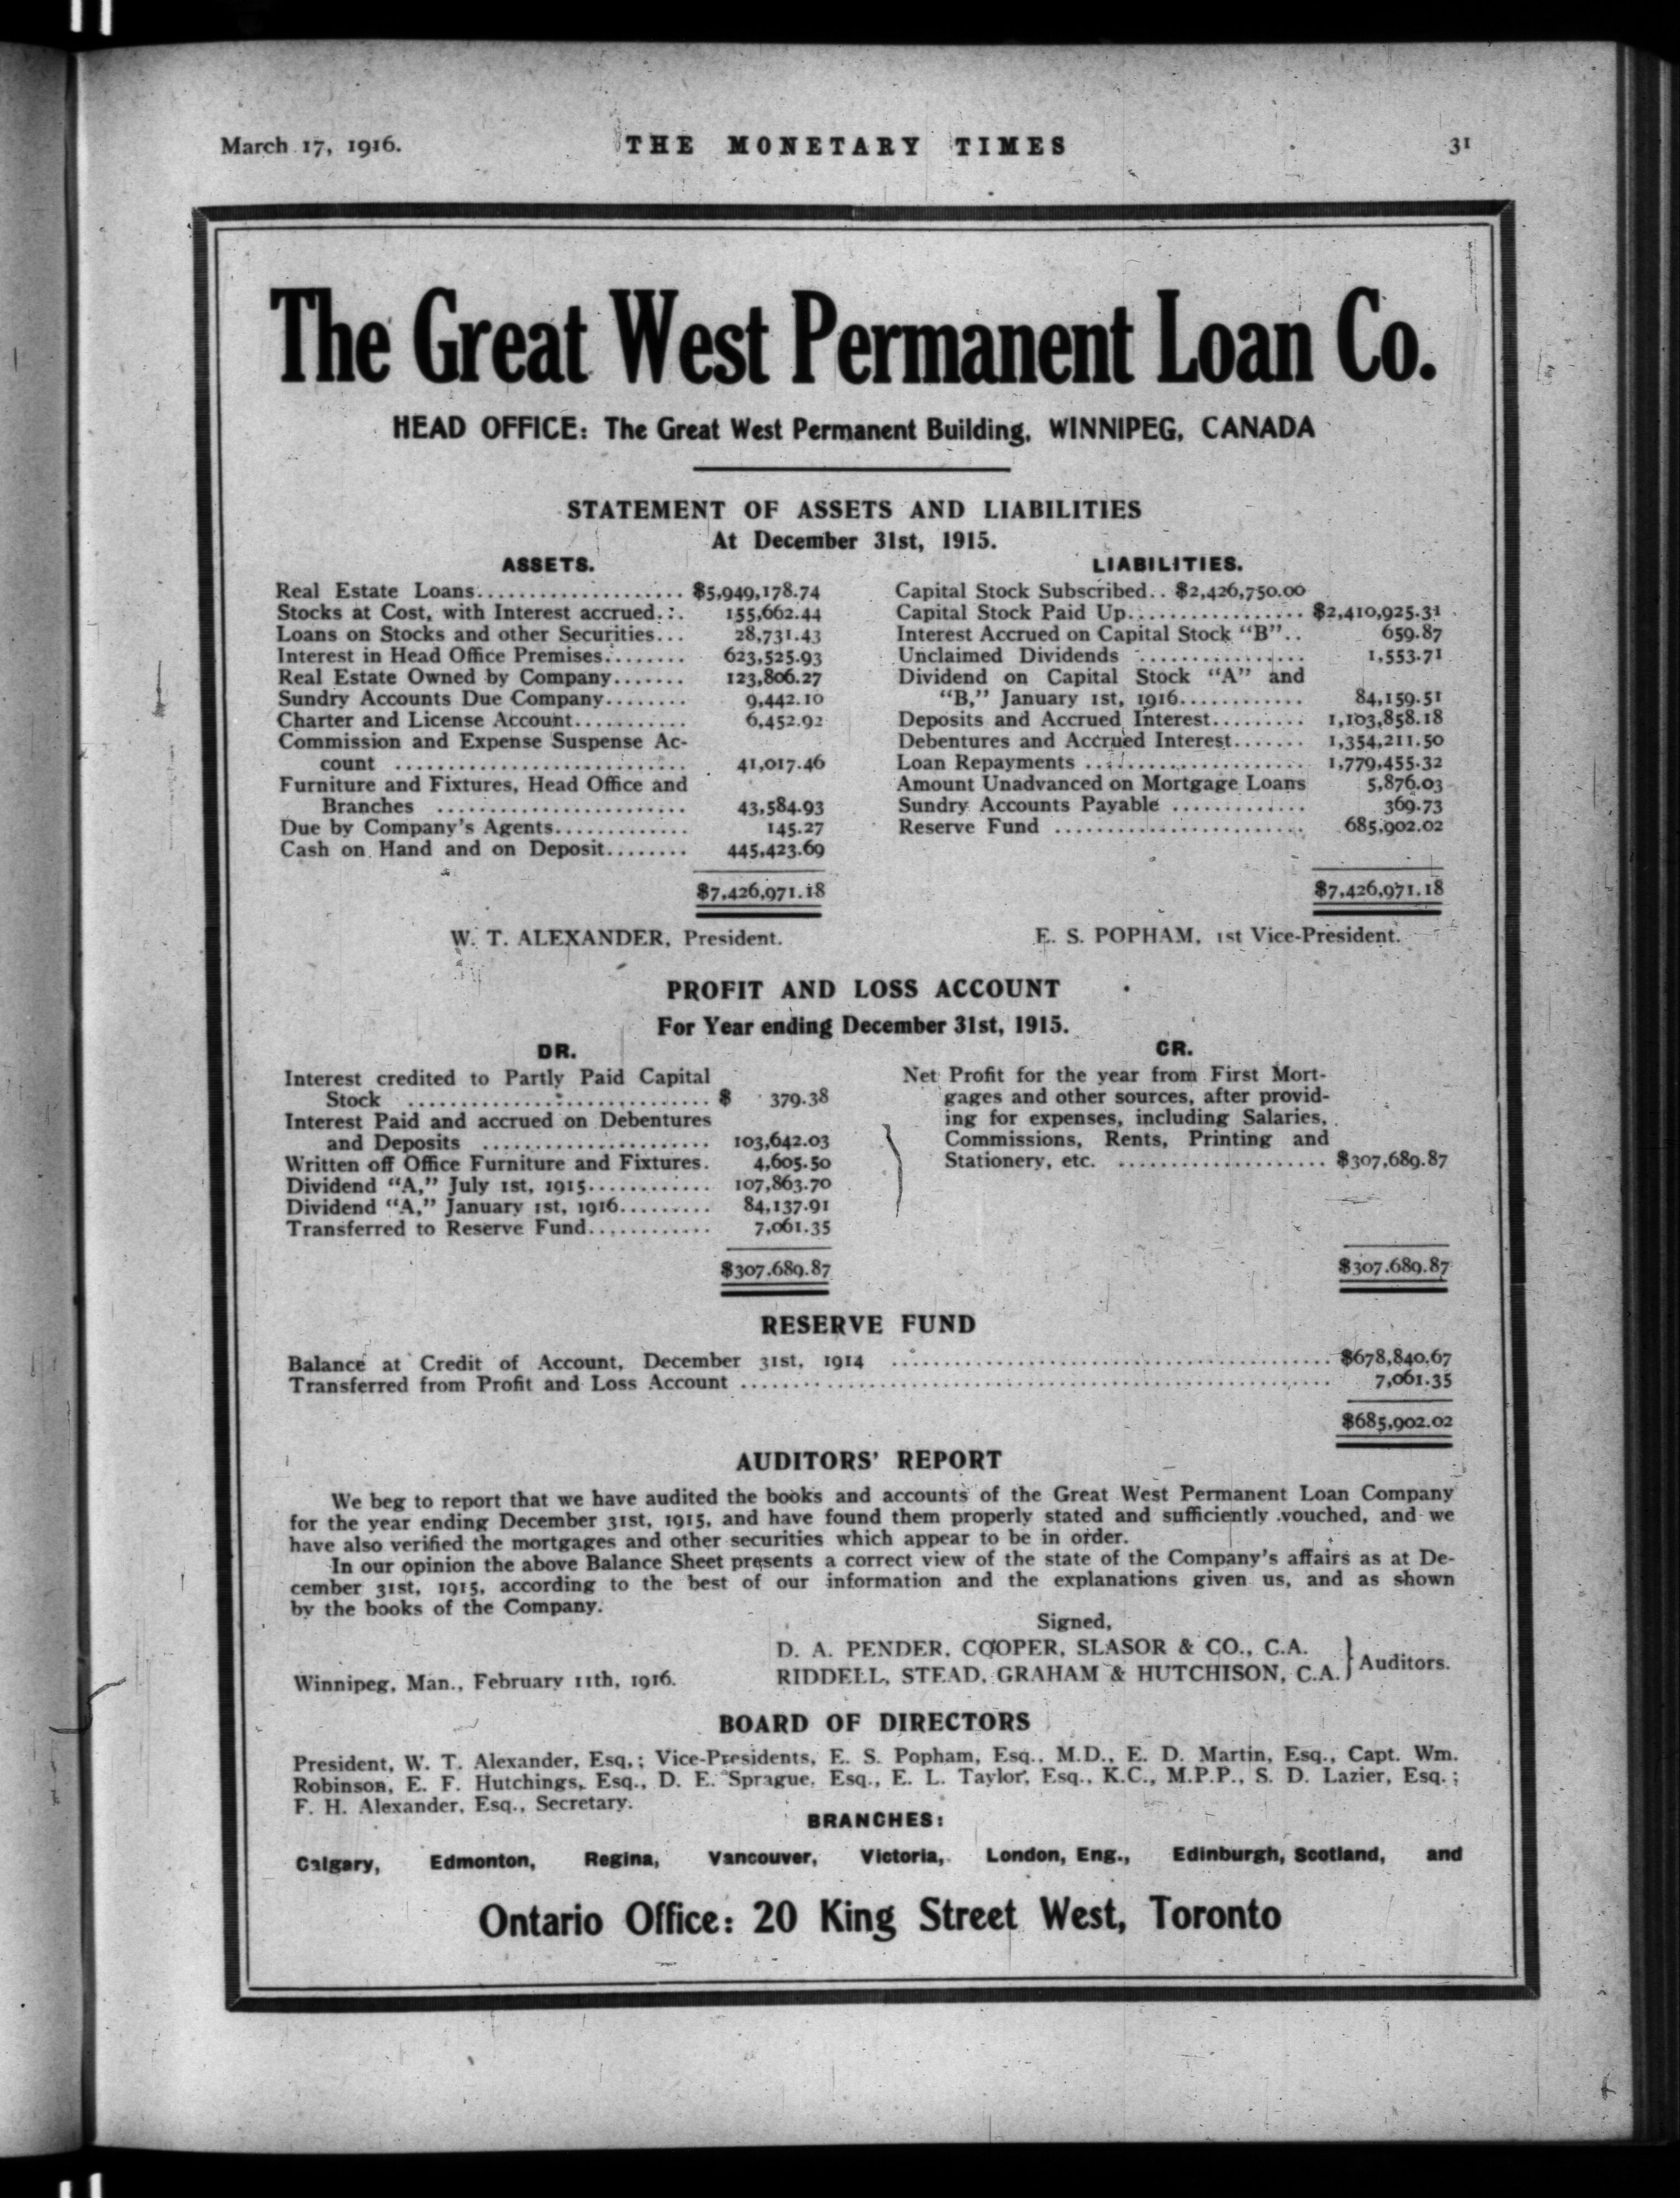 March 17, 1916.
THE MONETARY TIMES
31
The Great West Permanent Loan Co.
HEAD OFFICE: The Great West Permanent Building, WINNIPEG, CANADA
STATEMENT OF ASSETS AND LIABILITIES
At December 31st, 1915.
ASSETS.
Real Estate Loans................... $5,949,178.74
Stocks at Cost, with Interest accrued... 155,662.44
Loans on Stocks and other Securities... 28,731.43
Interest in Head Office Premises........ 623,525.93
Real Estate Owned by Company....... 123,806.27
Sundry Accounts Due Company........ 9,442.10
Charter and License Account........... 6,452.92
Commission and Expense Suspense Ac-
count ............................ 41,017.46
Furniture and Fixtures, Head Office and
Branches ........................ 43,584.93
Due by Company's Agents............. 145.27
Cash on Hand and on Deposit........ 445,423.69
$7,426,971.18
LIABILITIES.
Capital Stock Subscribed.. $2,426,750.00
Capital Stock Paid Up................. $2,410,925.31
Interest Accrued on Capital Stock "B".. 659.87
Unclaimed Dividends ................ 1,553.71
Dividend on Capital Stock "A" and
"B," January 1st, 1916............ 84,159.51
Deposits and Accrued Interest......... 1,103,858.18
Debentures and Accrued Interest....... 1,354,211.50
Loan Repayments ..................... 1,779,455.32
Amount Unadvanced on Mortgage Loans 5,876.03
Sundry Accounts Payable ............. 369.73
Reserve Fund ........................ 685,902.02
$7,426,971.18
W. T. ALEXANDER, President.
E. S. POPHAM, 1st Vice-President.
PROFIT AND LOSS ACCOUNT
For Year ending December 31st, 1915.
DR.
Interest credited to Partly Paid Capital
Stock ............................. $ 379.38
Interest Paid and accrued on Debentures
and Deposits ...................... 103,642.03
Written off Office Furniture and Fixtures. 4,605.50
Dividend "A," July 1st, 1915............ 107,863.70
Dividend "A," January 1st, 1916......... 84,137.91
Transferred to Reserve Fund............ 7,061.35
$307,689.87
CR.
Net Profit for the year from First Mort-
gages and other sources, after provid-
ing for expenses, including Salaries,
Commissions, Rents, Printing and
Stationery, etc. .................... $307,689.87
$307,689.87
RESERVE FUND
Balance at Credit of Account, December 31st, 1914 .......................................... $678,840.67
Transferred from Profit and Loss Account ........................................................ 7,061.35
$685,902.02
AUDITORS' REPORT
We beg to report that we have audited the books and accounts of the Great West Permanent Loan Company
for the year ending December 31st, 1915, and have found them properly stated and sufficiently vouched, and we
have also verified the mortgages and other securities which appear to be in order.
In our opinion the above Balance Sheet presents a correct view of the state of the Company's affairs as at De-
cember 31st, 1915, according to the best of our information and the explanations given us, and as shown
by the books of the Company.
Signed,
D. A. PENDER, COOPER, SLASOR & CO., C.A.
RIDDELL, STEAD, GRAHAM & HUTCHISON, C.A. } Auditors.
Winnipeg, Man., February 11th, 1916.
BOARD OF DIRECTORS
President, W. T. Alexander, Esq.; Vice-Presidents, E. S. Popham, Esq., M.D., E. D. Martin, Esq., Capt. Wm.
Robinson, E. F. Hutchings, Esq., D. E. Sprague, Esq., E. L. Taylor, Esq., K.C., M.P.P., S. D. Lazier, Esq.;
F. H. Alexander, Esq., Secretary.
BRANCHES:
Calgary, Edmonton, Regina, Vancouver, Victoria, London, Eng., Edinburgh, Scotland, and
Ontario Office: 20 King Street West, Toronto